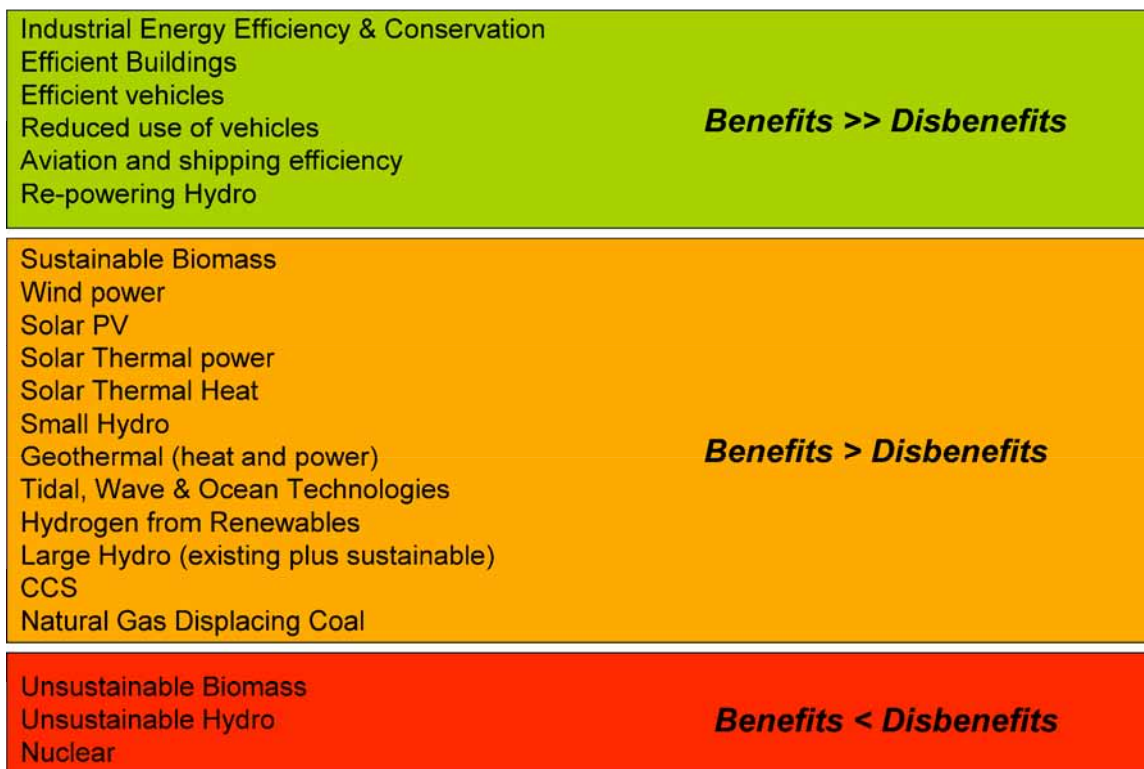 Industrial Energy Efficiency & Conservation
Efficient Buildings
Efficient vehicles
Reduced use of vehicles
Aviation and shipping efficiency
Re-powering Hydro
Benefits >> Disbenefits
Sustainable Biomass
Wind power
Solar PV
Solar Thermal power
Solar Thermal Heat
Small Hydro
Geothermal (heat and power)
Tidal, Wave & Ocean Technologies
Hydrogen from Renewables
Large Hydro (existing plus sustainable)
CCS
Natural Gas Displacing Coal
Benefits > Disbenefits
Unsustainable Biomass
Unsustainable Hydro
Nuclear
Benefits < Disbenefits